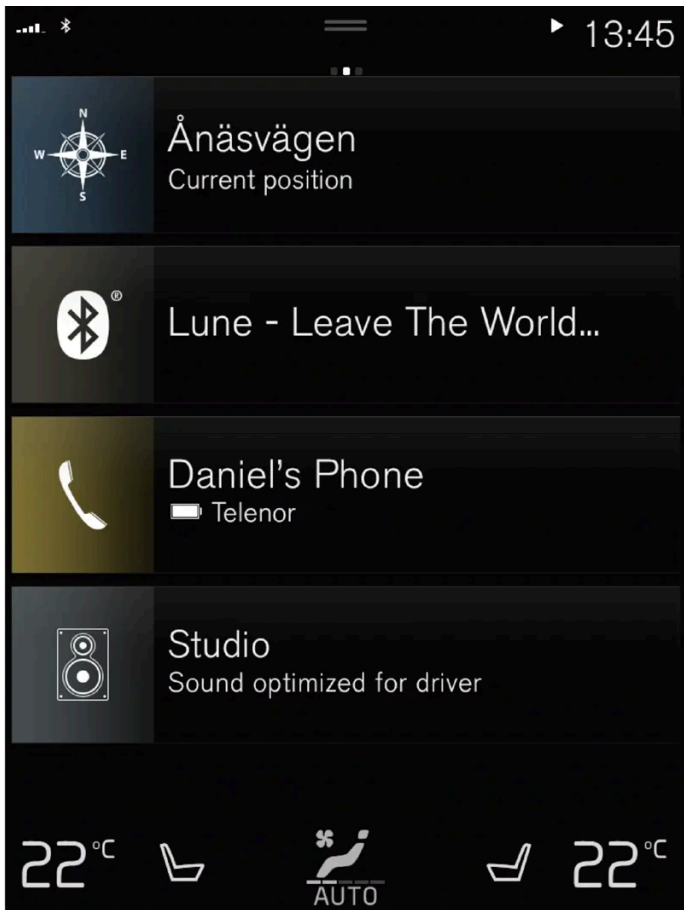 13:45
N
W E
S
Ånäsvägen
Current position
®
Lune - Leave The World...
Daniel's Phone
Telenor
Studio
Sound optimized for driver
22°C
22°C
AUTO